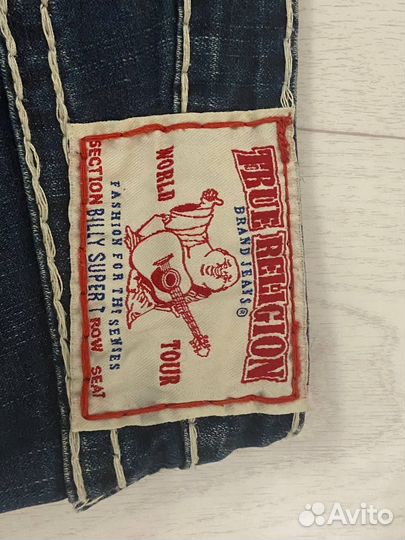 TRUE RELIGION
BRAND JEANS®
WORLD TOUR
FASHION FOR THE SENSES
SECTION BILLY SUPER T ROW SEAT
Avito